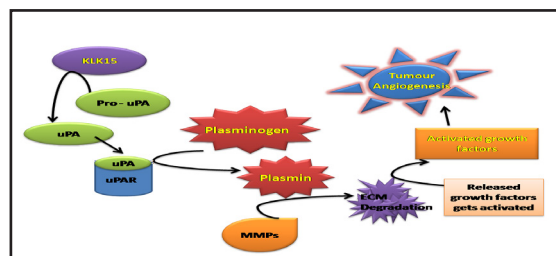 KLK15
Pro - uPA
uPA
uPA
uPAR
Plasminogen
Plasmin
MMPs
ECM
Degradation
Released
growth factors
gets activated
Activated growth
factors
Tumour
Angiogenesis